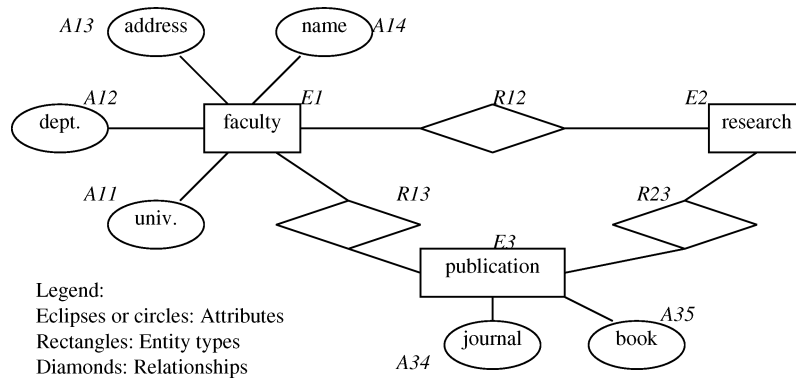 A13 address name A14
A12 E1 R12 E2
dept. faculty research
A11 R13 R23
univ.
E3
publication
Legend:
Eclipses or circles: Attributes A35
Rectangles: Entity types journal book
Diamonds: Relationships A34